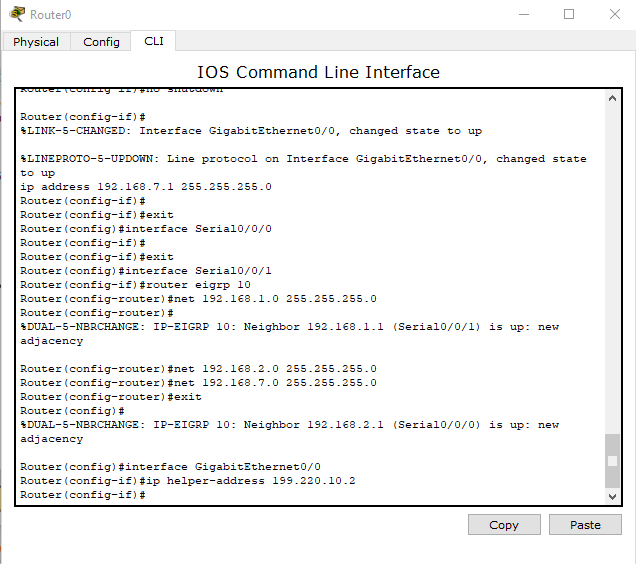 Router0
Physical
Config
CLI
IOS Command Line Interface
Router(config-if)#no shutdown
Router(config-if)#
%LINK-5-CHANGED: Interface GigabitEthernet0/0, changed state to up
%LINEPROTO-5-UPDOWN: Line protocol on Interface GigabitEthernet0/0, changed state
to up
ip address 192.168.7.1 255.255.255.0
Router(config-if)#
Router(config-if)#exit
Router(config)#interface Serial0/0/0
Router(config-if)#
Router(config-if)#exit
Router(config)#interface Serial0/0/1
Router(config-if)#router eigrp 10
Router(config-router)#net 192.168.1.0 255.255.255.0
Router(config-router)#
%DUAL-5-NBRCHANGE: IP-EIGRP 10: Neighbor 192.168.1.1 (Serial0/0/1) is up: new
adjacency
Router(config-router)#net 192.168.2.0 255.255.255.0
Router(config-router)#net 192.168.7.0 255.255.255.0
Router(config-router)#exit
Router(config)#
%DUAL-5-NBRCHANGE: IP-EIGRP 10: Neighbor 192.168.2.1 (Serial0/0/0) is up: new
adjacency
Router(config)#interface GigabitEthernet0/0
Router(config-if)#ip helper-address 199.220.10.2
Router(config-if)#
Copy
Paste